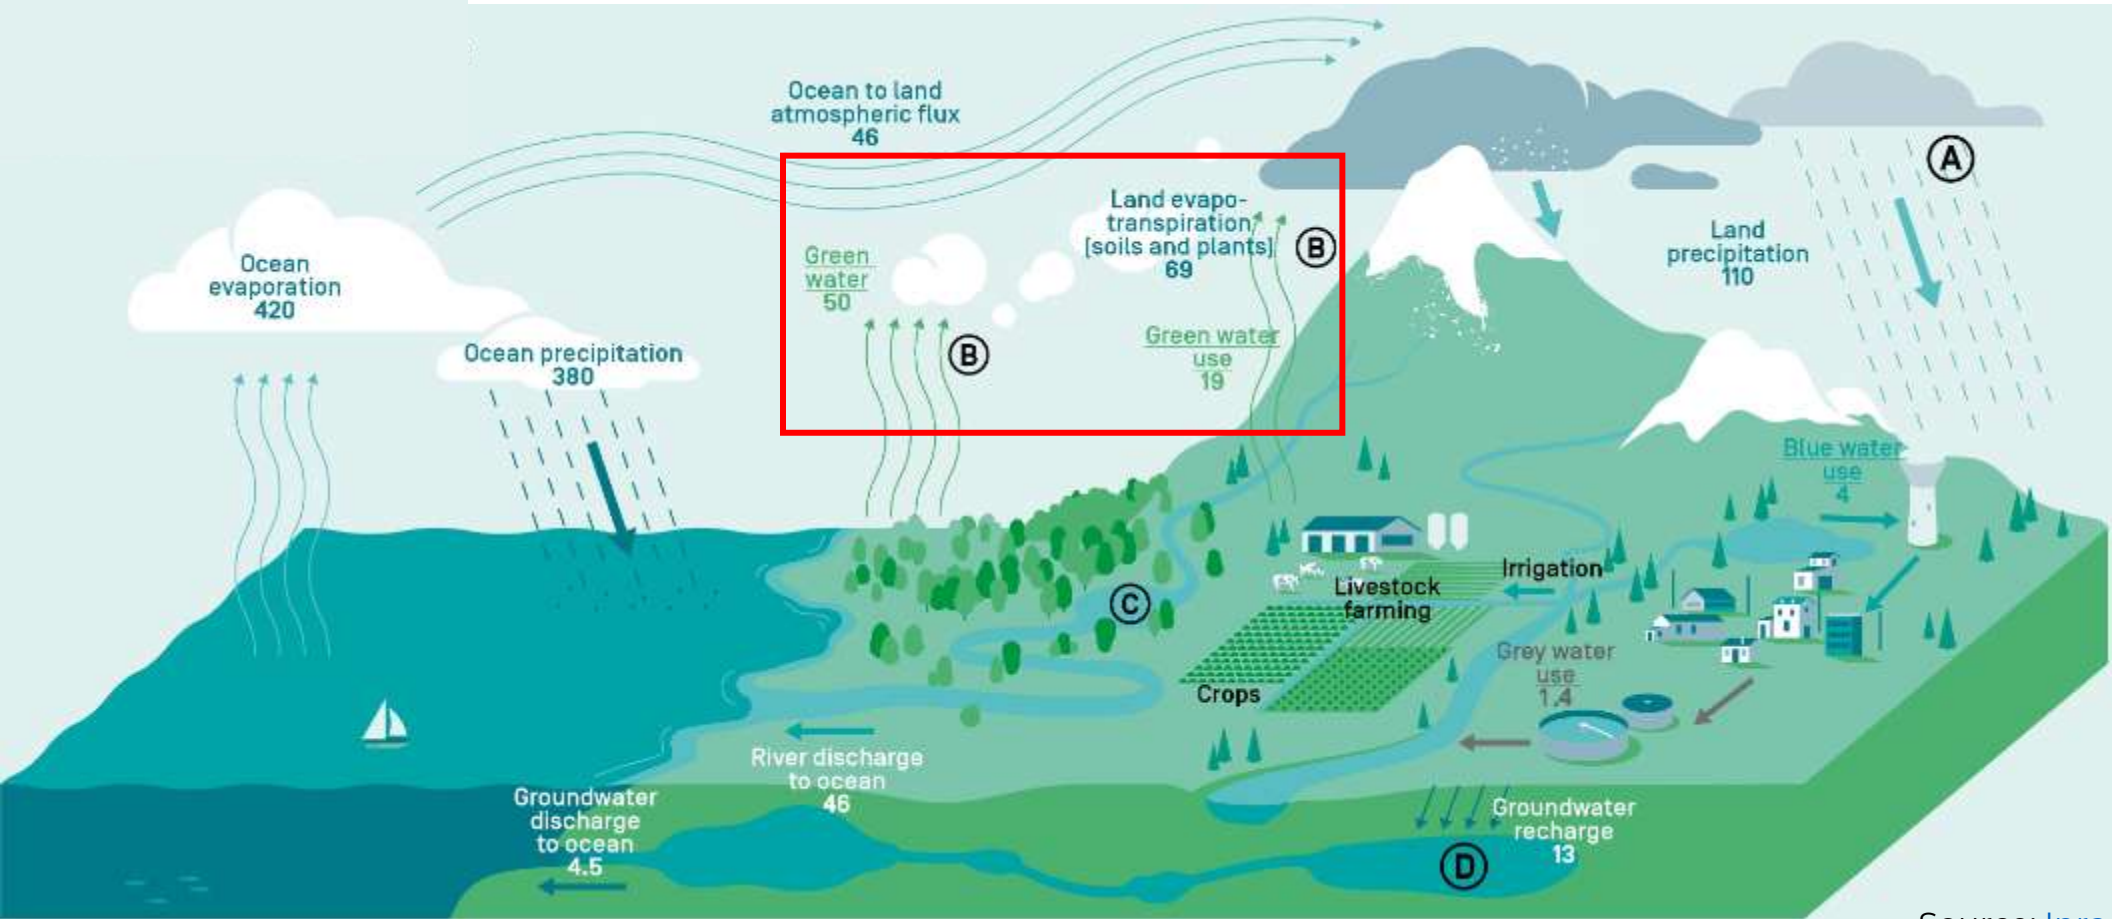 Ocean to land
atmospheric flux
46
A
Land evapo-
transpiration
(soils and plants)
69
B
Land
precipitation
110
Green
water
50
Ocean
evaporation
420
B
Ocean precipitation
380
Green water
use
19
Blue water
use
4
Irrigation
Livestock
farming
C
Grey water
use
1.4
Crops
River discharge
to ocean
46
Groundwater
discharge
to ocean
4.5
Groundwater
recharge
13
D